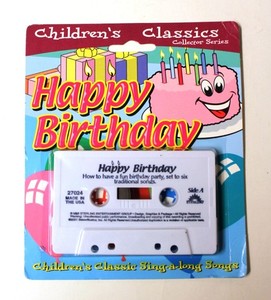 Children's Classics
Collector Series
Happy
Birthday
Happy Birthday
How to have a fun birthday party, set to six
traditional songs.
27024
MADE IN
THE USA
Side A
Children's Classic Sing-a-long Songs